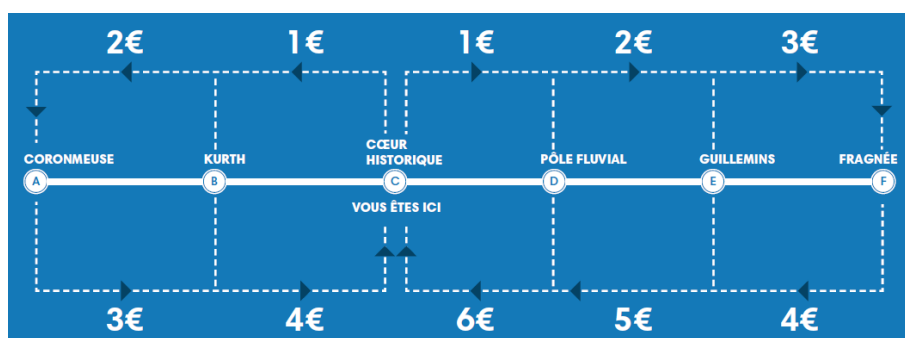 2€ 1€ 1€ 2€ 3€
CORONMEUSE KURTH CŒUR HISTORIQUE PÔLE FLUVIAL GUILLEMINS FRAGNÉE
A B C D E F
VOUS ÊTES ICI
3€ 4€ 6€ 5€ 4€